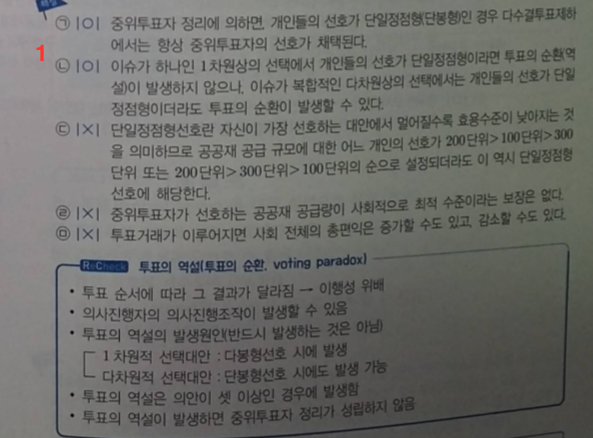 해설
㉠ |O| 중위투표자 정리에 의하면, 개인들의 선호가 단일정점형(단봉형)인 경우 다수결투표제하
에서는 항상 중위투표자의 선호가 채택된다.
1
㉡ |O| 이슈가 하나인 1차원상의 선택에서 개인들의 선호가 단일정점형이라면 투표의 순환(역
설)이 발생하지 않으나, 이슈가 복합적인 다차원상의 선택에서는 개인들의 선호가 단일
정점형이더라도 투표의 순환이 발생할 수 있다.
㉢ |X| 단일정점형선호란 자신이 가장 선호하는 대안에서 멀어질수록 효용수준이 낮아지는 것
을 의미하므로 공공재 공급 규모에 대한 어느 개인의 선호가 200단위>100단위>300
단위 또는 200단위>300단위>100단위의 순으로 설정되더라도 이 역시 단일정점형
선호에 해당한다.
㉣ |X| 중위투표자가 선호하는 공공재 공급량이 사회적으로 최적 수준이라는 보장은 없다.
㉤ |X| 투표거래가 이루어지면 사회 전체의 총편익은 증가할 수도 있고, 감소할 수도 있다.
ReCheck 투표의 역설(투표의 순환, voting paradox)
• 투표 순서에 따라 그 결과가 달라짐 → 이행성 위배
• 의사진행자의 의사진행조작이 발생할 수 있음
• 투표의 역설의 발생원인(반드시 발생하는 것은 아님)
1차원적 선택대안 : 다봉형선호 시에 발생
다차원적 선택대안 : 단봉형선호 시에도 발생 가능
• 투표의 역설은 의안이 셋 이상인 경우에 발생함
• 투표의 역설이 발생하면 중위투표자 정리가 성립하지 않음